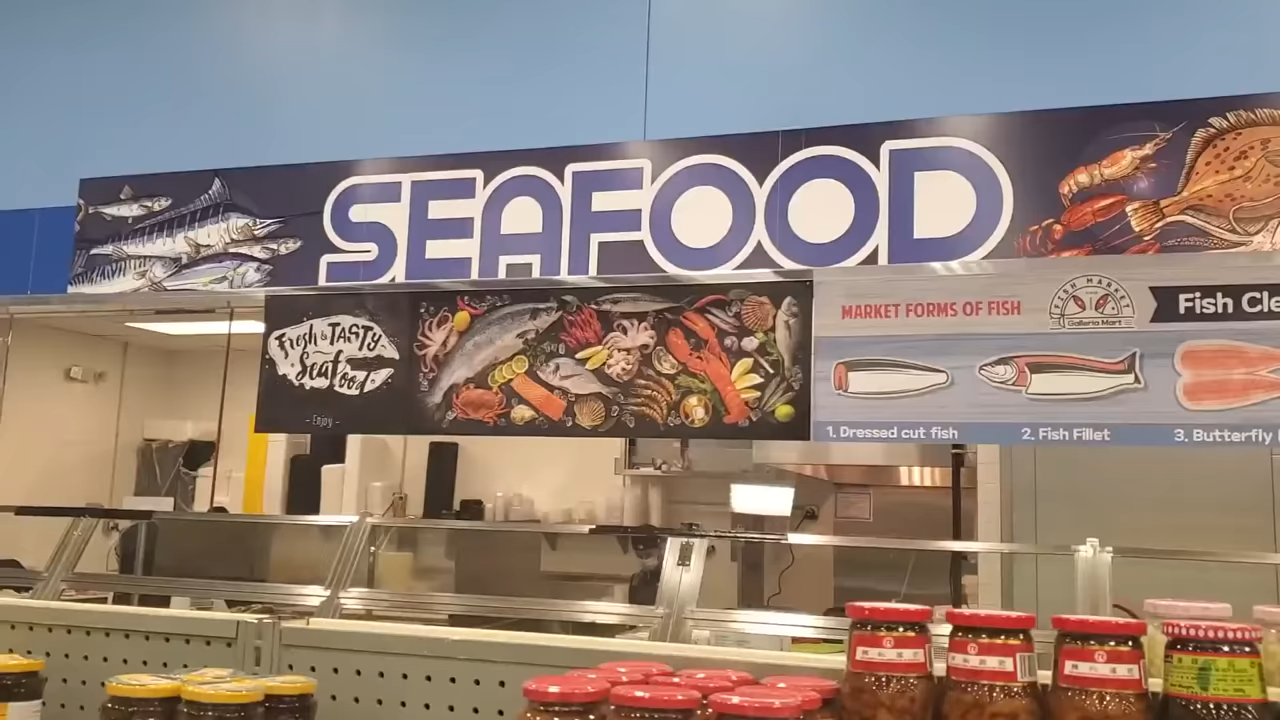 SEAFOOD
Fresh & TASTY
Seafood
- Enjoy -
MARKET FORMS OF FISH
FISH MARKET
Galleria Mart
Fish Cle
1. Dressed cut fish
2. Fish Fillet
3. Butterfly